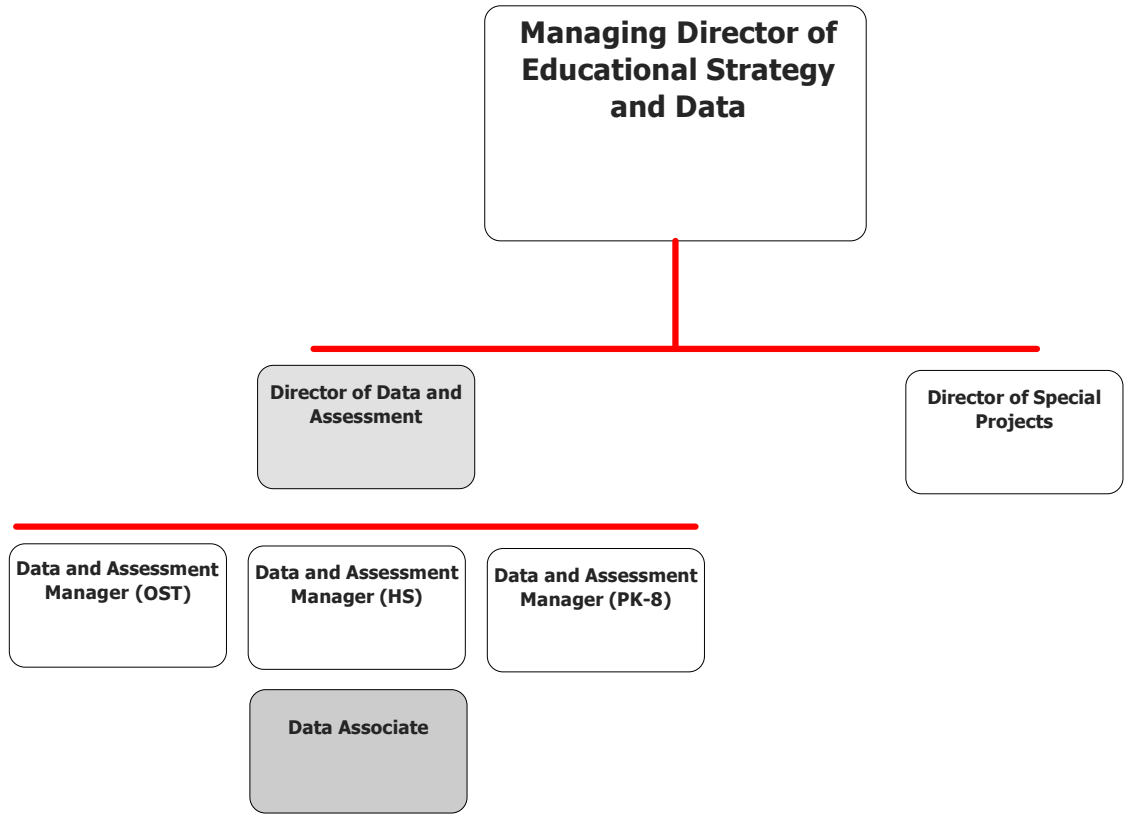 Managing Director of
Educational Strategy
and Data
Director of Data and
Assessment
Director of Special
Projects
Data and Assessment
Manager (OST)
Data and Assessment
Manager (HS)
Data and Assessment
Manager (PK-8)
Data Associate